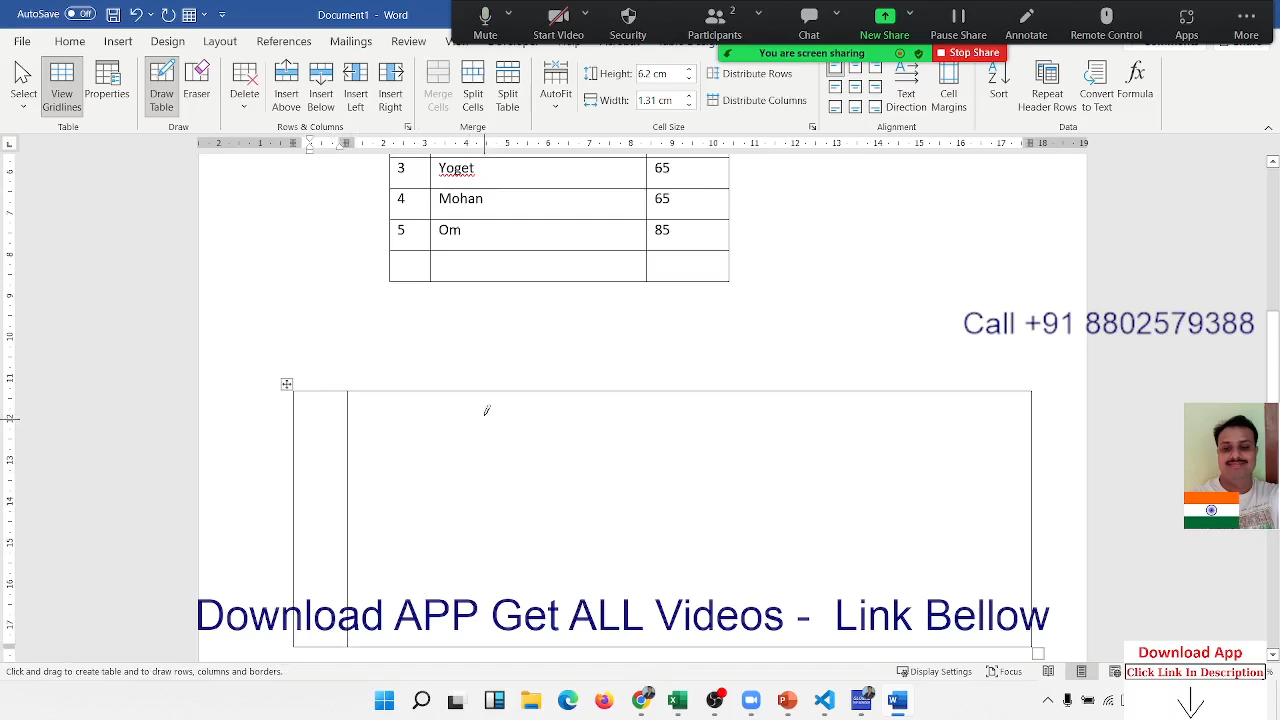 AutoSave Off
Document1 - Word
Mute
Start Video
Security
Participants
2
Chat
New Share
Pause Share
Annotate
Remote Control
Apps
More
You are screen sharing
Stop Share
File Home Insert Design Layout References Mailings Review
Select
View Gridlines
Properties
Table
Draw Table
Eraser
Draw
Delete
Insert Above
Insert Below
Insert Left
Insert Right
Rows & Columns
Merge Cells
Split Cells
Split Table
Merge
AutoFit
Height: 6.2 cm
Width: 1.31 cm
Distribute Rows
Distribute Columns
Cell Size
Text Direction
Cell Margins
Alignment
Sort
Repeat Header Rows
Convert to Text
Formula
Data
3 Yoget 65
4 Mohan 65
5 Om 85
Call +91 8802579388
Download APP Get ALL Videos - Link Bellow
Download App
Click Link In Description
Click and drag to create table and to draw rows, columns and borders.
Display Settings
Focus